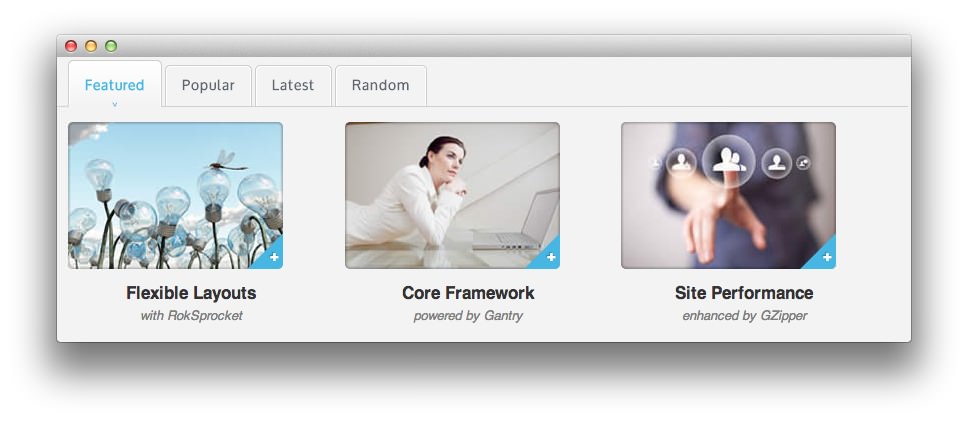 Featured
Popular
Latest
Random
Flexible Layouts
Core Framework
Site Performance
with RokSprocket
powered by Gantry
enhanced by GZipper